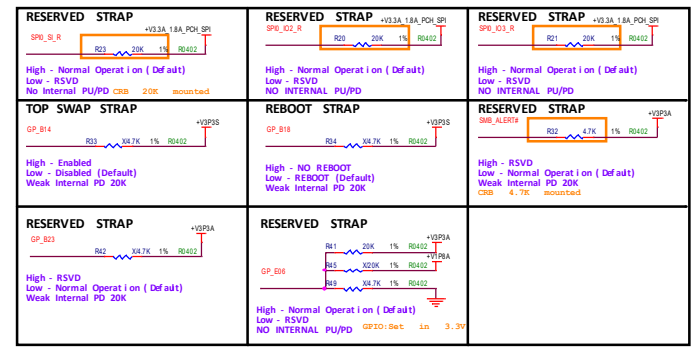 RESERVED STRAP
+V3.3A_1.8A_PCH_SPI
SPI0_SI_R
R23 20K 1% R0402
High - Normal Operation (Default)
Low - RSVD
No Internal PU/PD CRB 20K mounted
RESERVED STRAP
+V3.3A_1.8A_PCH_SPI
SPI0_IO2_R
R20 20K 1% R0402
High - Normal Operation (Default)
Low - RSVD
NO INTERNAL PU/PD
RESERVED STRAP
+V3.3A_1.8A_PCH_SPI
SPI0_IO3_R
R21 20K 1% R0402
High - Normal Operation (Default)
Low - RSVD
NO INTERNAL PU/PD
TOP SWAP STRAP
+V3P3S
GP_B14
R33 X/4.7K 1% R0402
High - Enabled
Low - Disabled (Default)
Weak Internal PD 20K
REBOOT STRAP
+V3P3S
GP_B18
R34 X/4.7K 1% R0402
High - NO REBOOT
Low - REBOOT (Default)
Weak Internal PD 20K
RESERVED STRAP
+V3P3A
SMB_ALERT#
R32 4.7K 1% R0402
High - RSVD
Low - Normal Operation (Default)
Weak Internal PD 20K
CRB 4.7K mounted
RESERVED STRAP
+V3P3A
GP_B23
R42 X/4.7K 1% R0402
High - RSVD
Low - Normal Operation (Default)
Weak Internal PD 20K
RESERVED STRAP
+V3P3A
R41 20K 1% R0402
+V1P8A
GP_E06
R45 X/20K 1% R0402
R49 X/4.7K 1% R0402
High - Normal Operation (Default)
Low - RSVD
NO INTERNAL PU/PD GPIO:Set in 3.3V